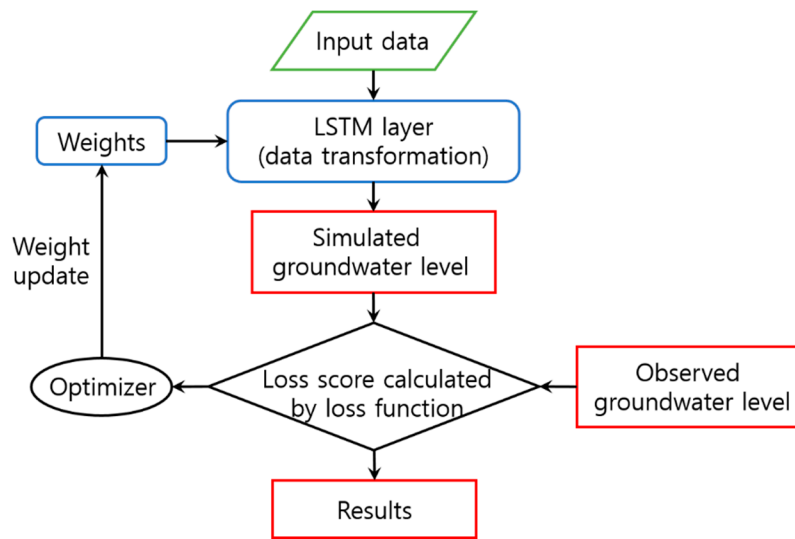 Input data
LSTM layer
(data transformation)
Weights
Simulated
groundwater level
Weight
update
Loss score calculated
by loss function
Optimizer
Observed
groundwater level
Results